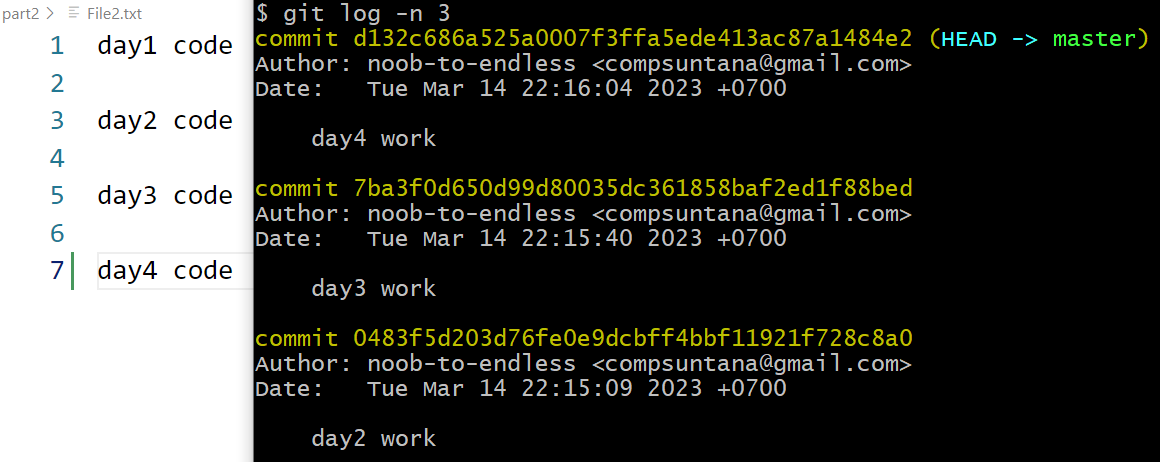 part2 > File2.txt
1 day1 code
2
3 day2 code
4
5 day3 code
6
7 day4 code
$ git log -n 3
commit d132c686a525a0007f3ffa5ede413ac87a1484e2 (HEAD -> master)
Author: noob-to-endless <compsuntana@gmail.com>
Date:   Tue Mar 14 22:16:04 2023 +0700
day4 work
commit 7ba3f0d650d99d80035dc361858baf2ed1f88bed
Author: noob-to-endless <compsuntana@gmail.com>
Date:   Tue Mar 14 22:15:40 2023 +0700
day3 work
commit 0483f5d203d76fe0e9dcbff4bbf11921f728c8a0
Author: noob-to-endless <compsuntana@gmail.com>
Date:   Tue Mar 14 22:15:09 2023 +0700
day2 work